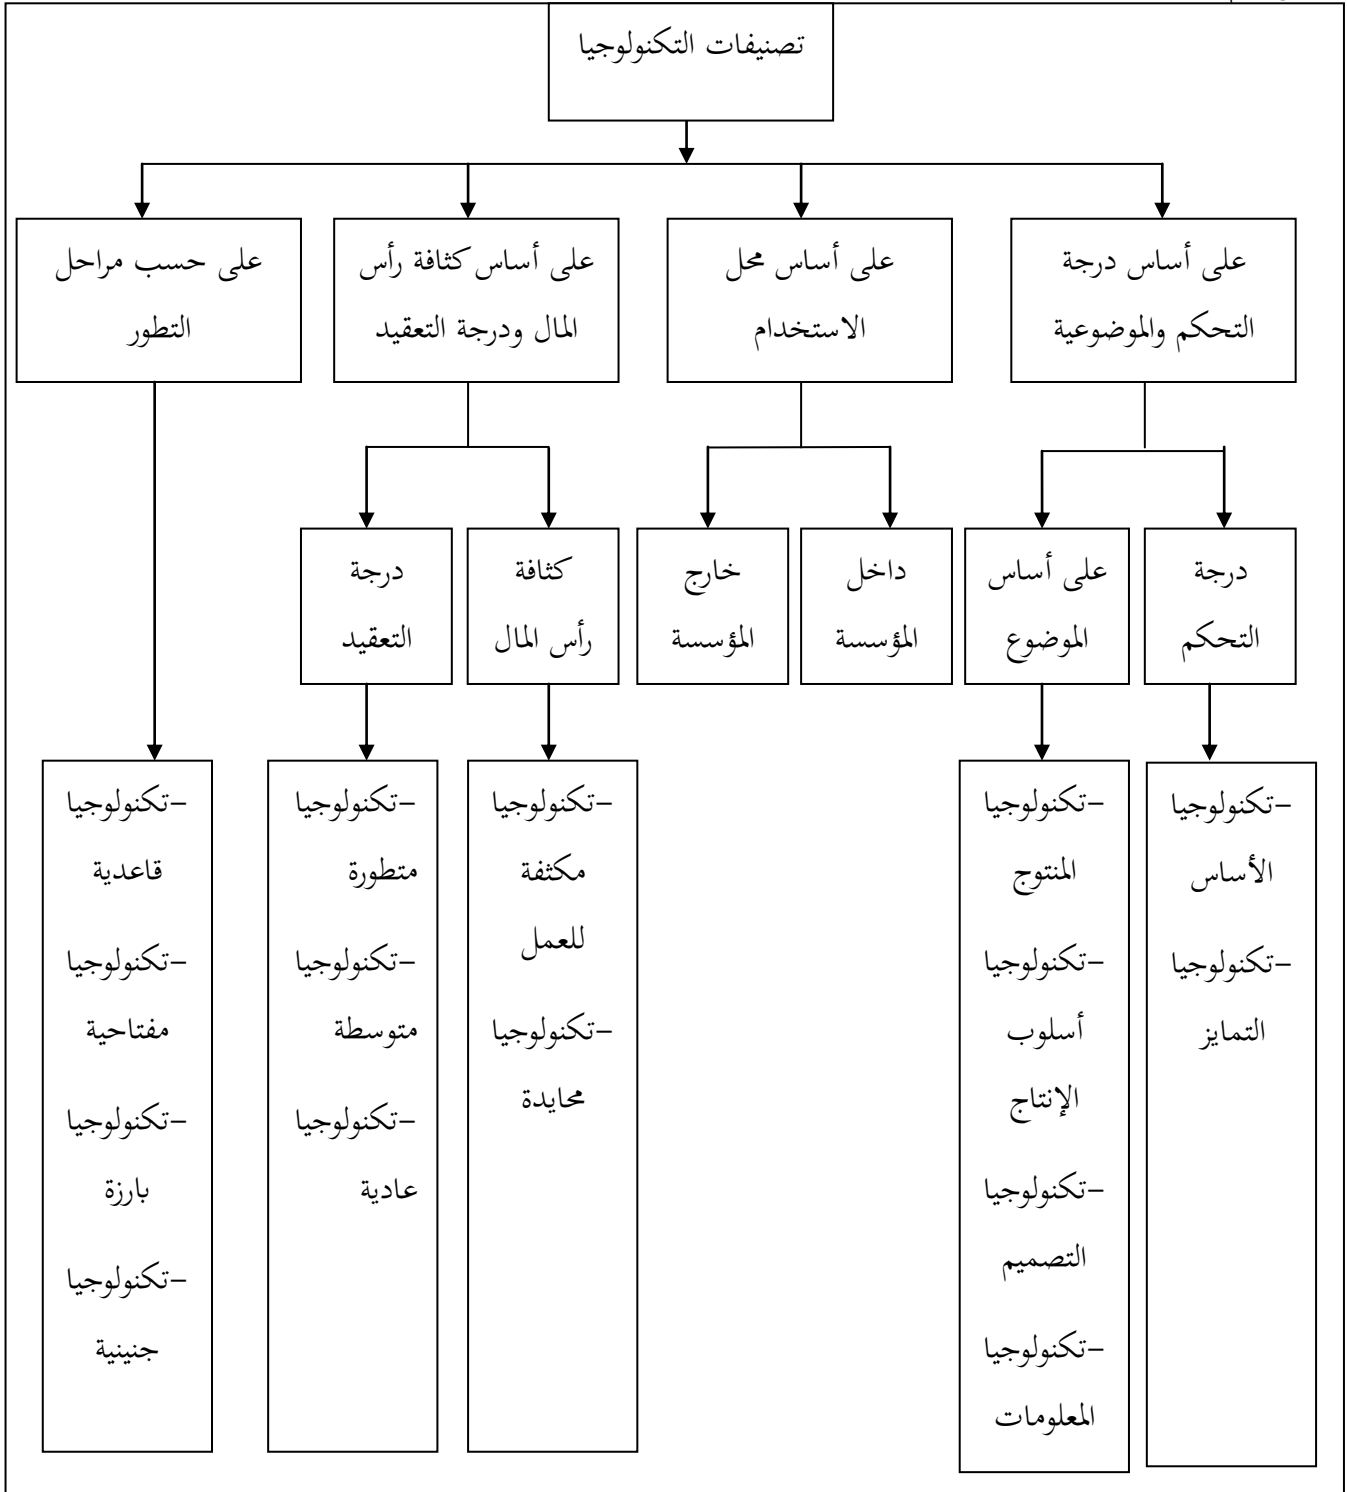 تصنيفات التكنولوجيا
على أساس درجة
التحكم والموضوعية
على أساس محل
الاستخدام
على أساس كثافة رأس
المال ودرجة التعقيد
على حسب مراحل
التطور
درجة
التحكم
على أساس
الموضوع
داخل
المؤسسة
خارج
المؤسسة
كثافة
رأس المال
درجة
التعقيد
-تكنولوجيا
الأساس
-تكنولوجيا
التمايز
-تكنولوجيا
المنتوج
-تكنولوجيا
أسلوب
الإنتاج
-تكنولوجيا
التصميم
-تكنولوجيا
المعلومات
-تكنولوجيا
مكثفة
للعمل
-تكنولوجيا
محايدة
-تكنولوجيا
متطورة
-تكنولوجيا
متوسطة
-تكنولوجيا
عادية
-تكنولوجيا
قاعدية
-تكنولوجيا
مفتاحية
-تكنولوجيا
بارزة
-تكنولوجيا
جنينية